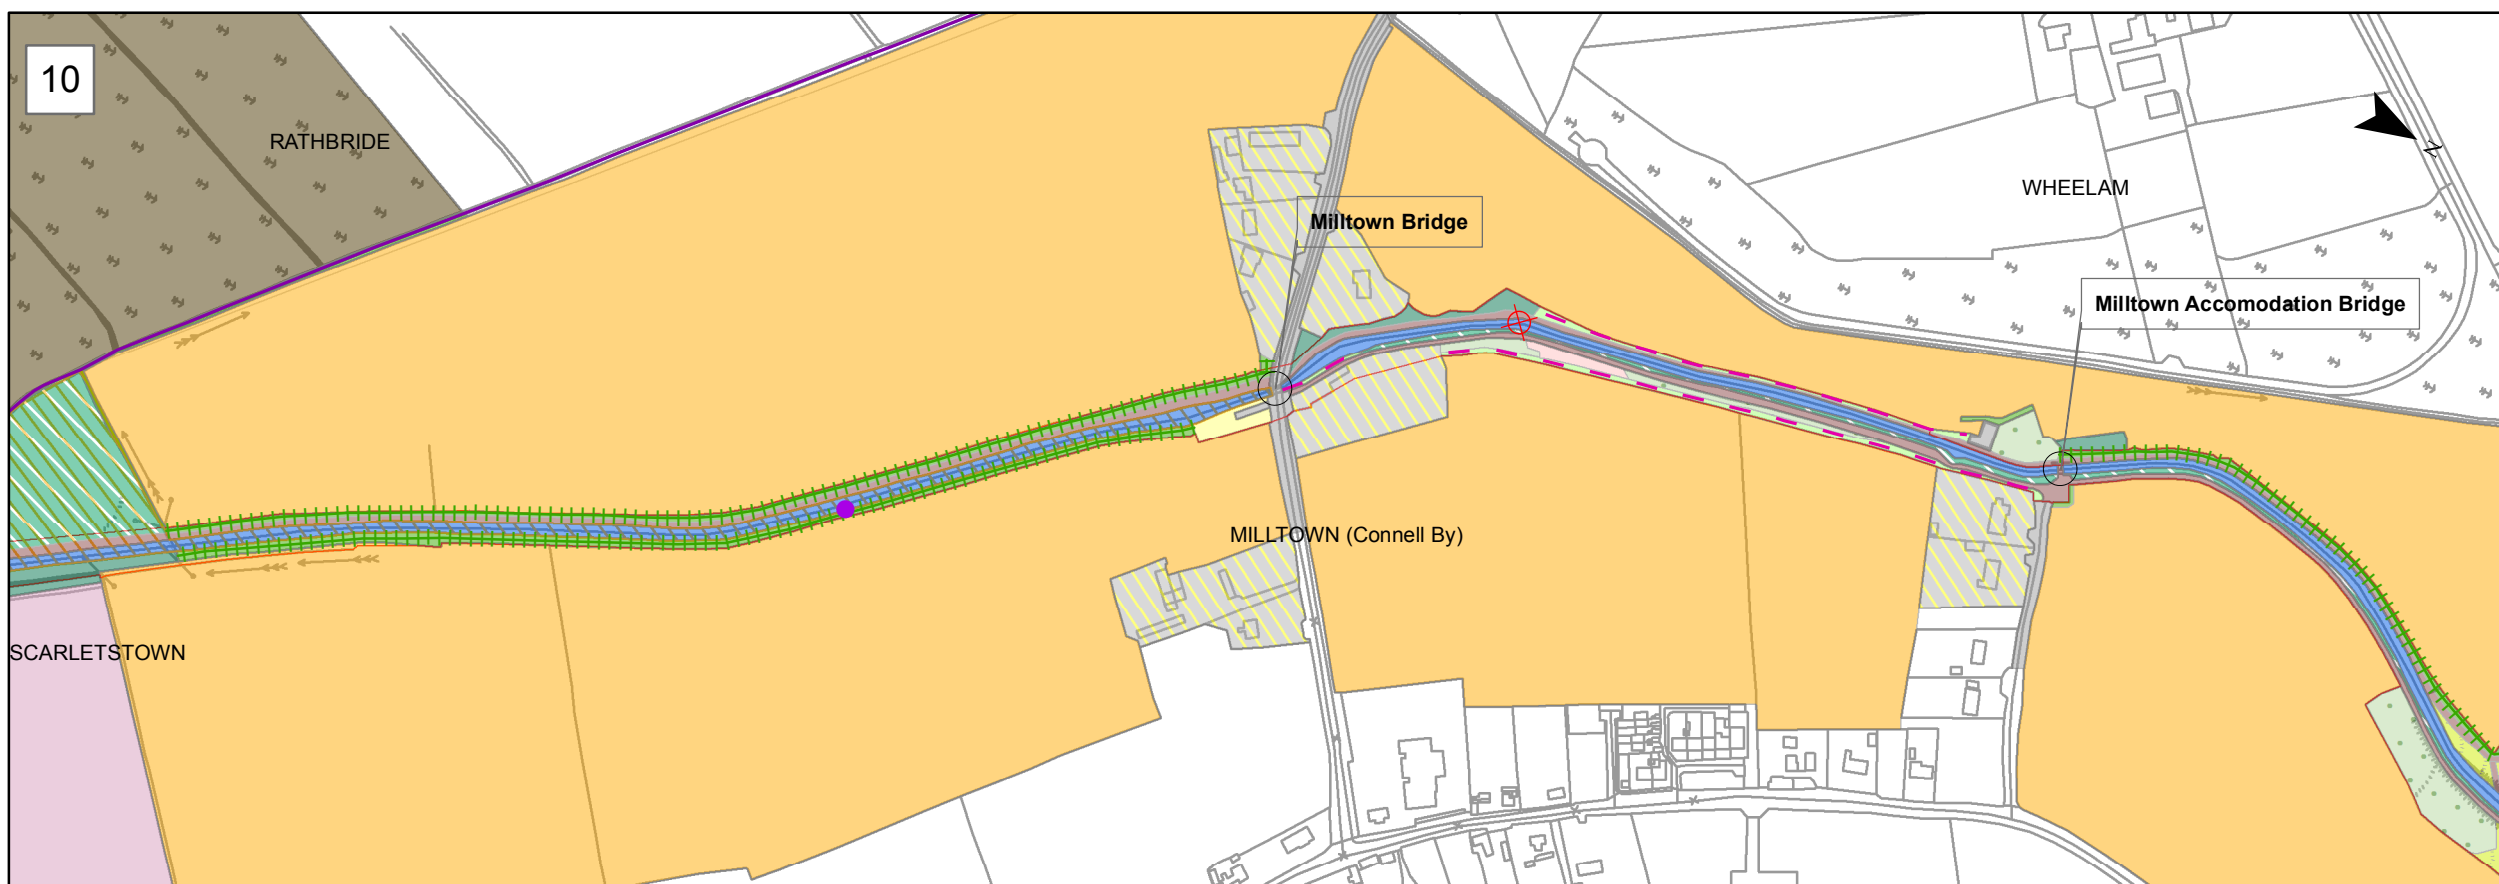 10
RATHBRIDE
WHEELAM
N
Milltown Bridge
Milltown Accomodation Bridge
MILLTOWN (Connell By)
SCARLETSTOWN